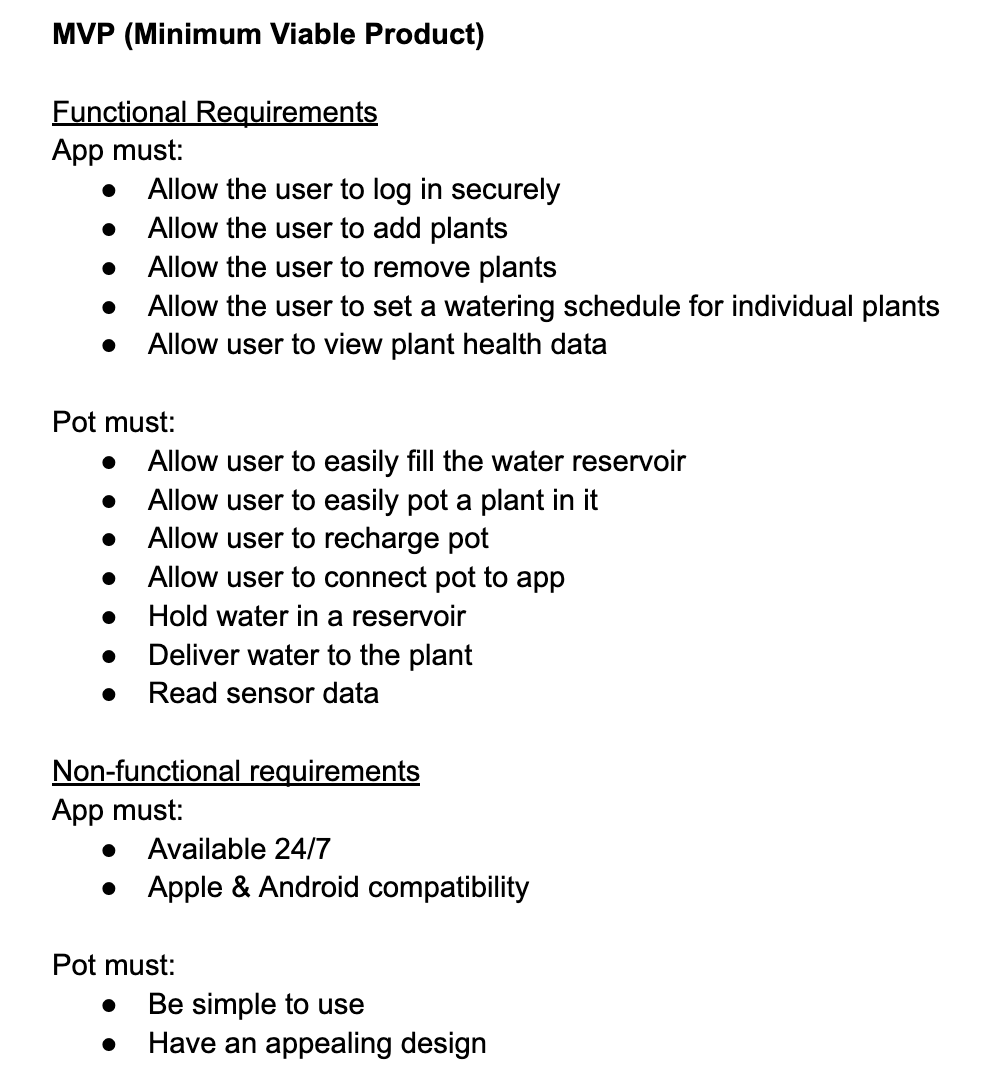 MVP (Minimum Viable Product)
Functional Requirements
App must:
● Allow the user to log in securely
● Allow the user to add plants
● Allow the user to remove plants
● Allow the user to set a watering schedule for individual plants
● Allow user to view plant health data
Pot must:
● Allow user to easily fill the water reservoir
● Allow user to easily pot a plant in it
● Allow user to recharge pot
● Allow user to connect pot to app
● Hold water in a reservoir
● Deliver water to the plant
● Read sensor data
Non-functional requirements
App must:
● Available 24/7
● Apple & Android compatibility
Pot must:
● Be simple to use
● Have an appealing design